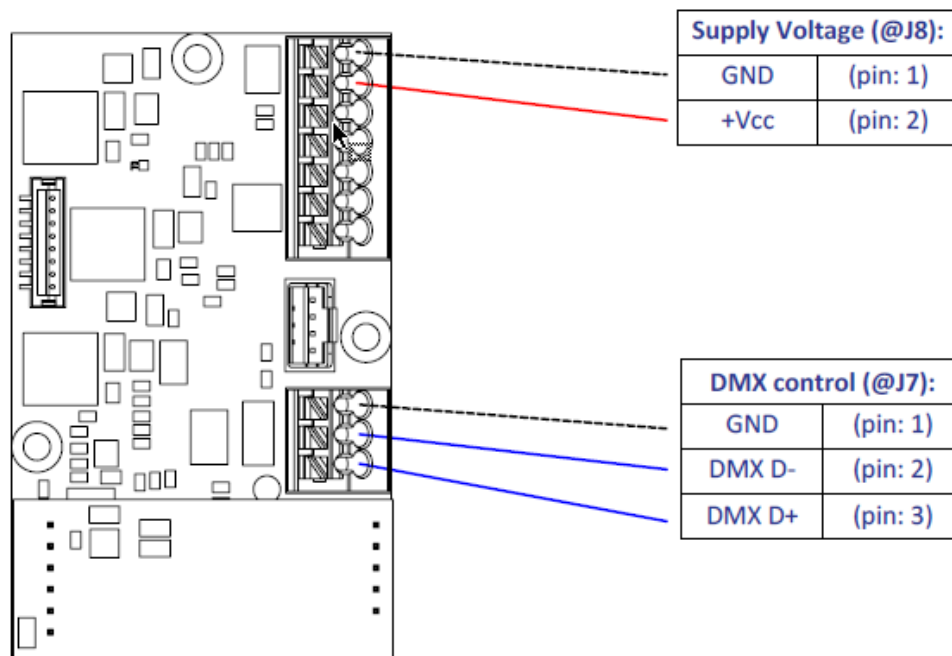 Supply Voltage (@J8):
GND (pin: 1)
+Vcc (pin: 2)
DMX control (@J7):
GND (pin: 1)
DMX D- (pin: 2)
DMX D+ (pin: 3)